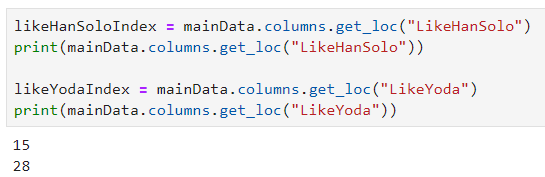 likeHanSoloIndex = mainData.columns.get_loc("LikeHanSolo")
print(mainData.columns.get_loc("LikeHanSolo"))
likeYodaIndex = mainData.columns.get_loc("LikeYoda")
print(mainData.columns.get_loc("LikeYoda"))
15
28